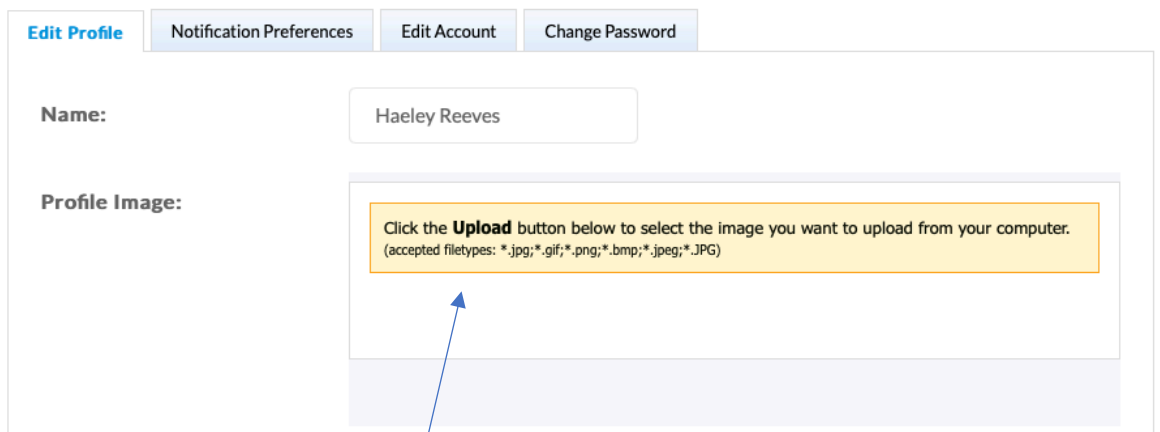 Edit Profile Notification Preferences Edit Account Change Password
Name: Haeley Reeves
Profile Image:
Click the Upload button below to select the image you want to upload from your computer.
(accepted filetypes: *.jpg;*.gif;*.png;*.bmp;*.jpeg;*.JPG)